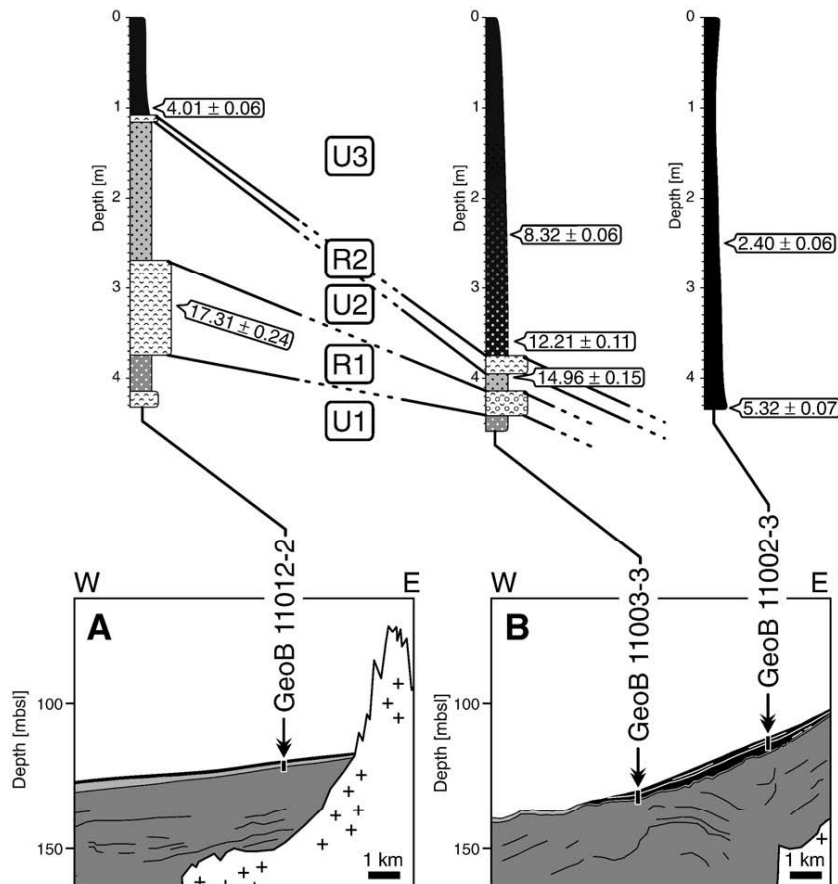 0
1
2
3
4
Depth [m]
4.01 ± 0.06
17.31 ± 0.24
U3
R2
U2
R1
U1
0
1
2
3
4
Depth [m]
8.32 ± 0.06
12.21 ± 0.11
14.96 ± 0.15
0
1
2
3
4
Depth [m]
2.40 ± 0.06
5.32 ± 0.07
W
E
A
GeoB 11012-2
100
150
Depth [mbsl]
1 km
W
E
B
GeoB 11003-3
GeoB 11002-3
100
150
Depth [mbsl]
1 km